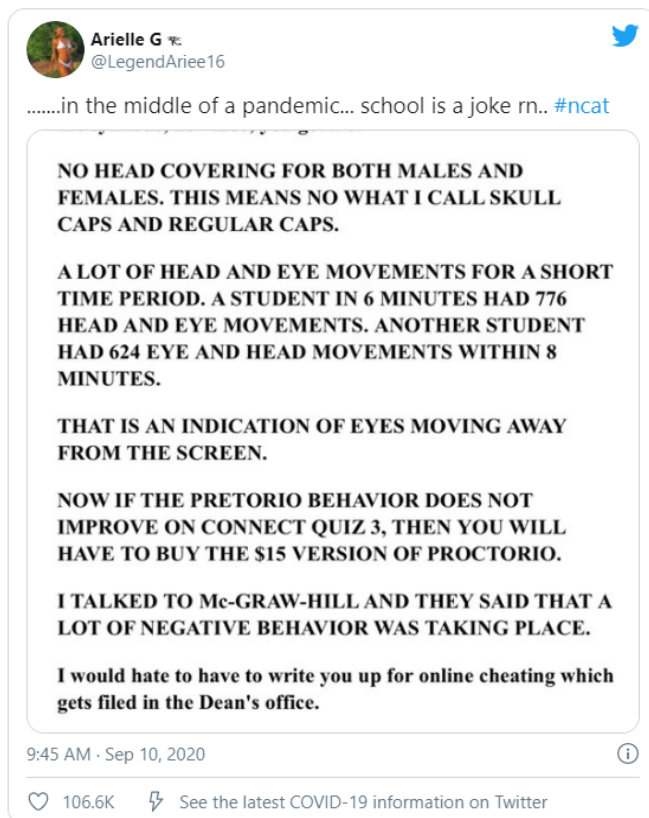 Arielle G
@LegendAriee16
.......in the middle of a pandemic... school is a joke rn.. #ncat
NO HEAD COVERING FOR BOTH MALES AND
FEMALES. THIS MEANS NO WHAT I CALL SKULL
CAPS AND REGULAR CAPS.
A LOT OF HEAD AND EYE MOVEMENTS FOR A SHORT
TIME PERIOD. A STUDENT IN 6 MINUTES HAD 776
HEAD AND EYE MOVEMENTS. ANOTHER STUDENT
HAD 624 EYE AND HEAD MOVEMENTS WITHIN 8
MINUTES.
THAT IS AN INDICATION OF EYES MOVING AWAY
FROM THE SCREEN.
NOW IF THE PRETORIO BEHAVIOR DOES NOT
IMPROVE ON CONNECT QUIZ 3, THEN YOU WILL
HAVE TO BUY THE $15 VERSION OF PROCTORIO.
I TALKED TO Mc-GRAW-HILL AND THEY SAID THAT A
LOT OF NEGATIVE BEHAVIOR WAS TAKING PLACE.
I would hate to have to write you up for online cheating which
gets filed in the Dean's office.
9:45 AM · Sep 10, 2020
106.6K See the latest COVID-19 information on Twitter